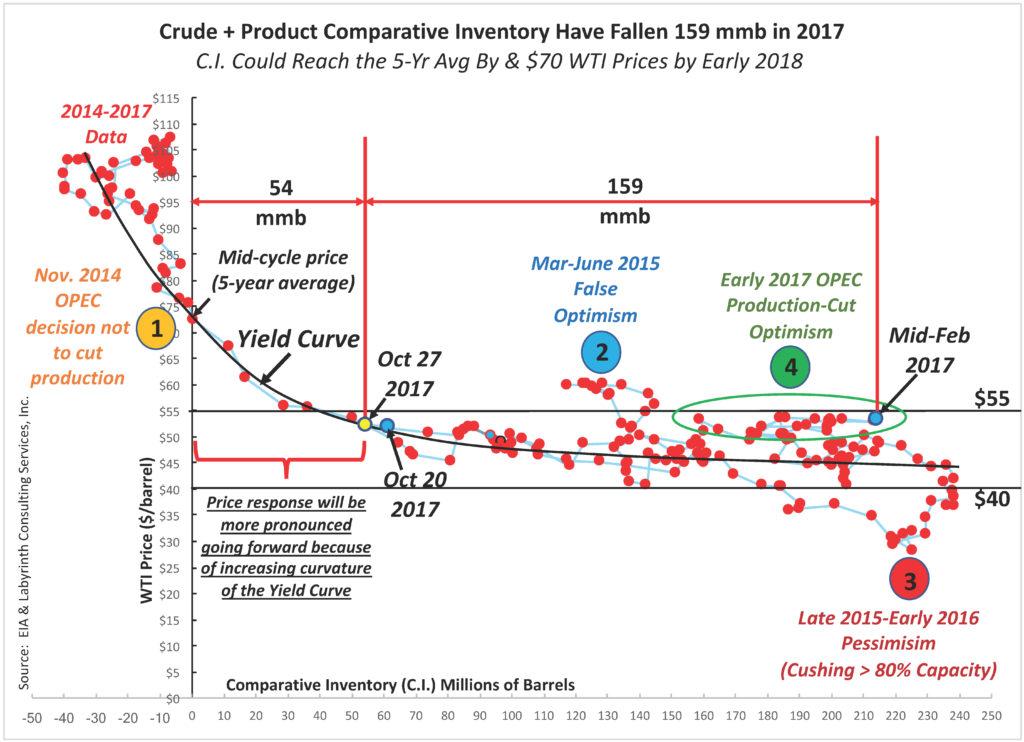 Crude + Product Comparative Inventory Have Fallen 159 mmb in 2017
C.I. Could Reach the 5-Yr Avg By & $70 WTI Prices by Early 2018
2014-2017
Data
$115
$110
$105
$100
$95
$90
$85
$80
$75
$70
$65
$60
$55
$50
$45
$40
$35
$30
$25
$20
$15
$10
$5
$0
WTI Price ($/barrel)
54
mmb
159
mmb
Mid-cycle price
(5-year average)
Nov. 2014
OPEC
decision not
to cut
production
1
Yield Curve
Oct 27
2017
Mar-June 2015
False
Optimism
2
Early 2017 OPEC
Production-Cut
Optimism
4
Mid-Feb
2017
$55
Oct 20
2017
$40
Price response will be
more pronounced
going forward because
of increasing curvature
of the Yield Curve
3
Late 2015-Early 2016
Pessimisim
(Cushing > 80% Capacity)
Source: EIA & Labyrinth Consulting Services, Inc.
Comparative Inventory (C.I.) Millions of Barrels
-50 -40 -30 -20 -10 0 10 20 30 40 50 60 70 80 90 100 110 120 130 140 150 160 170 180 190 200 210 220 230 240 250